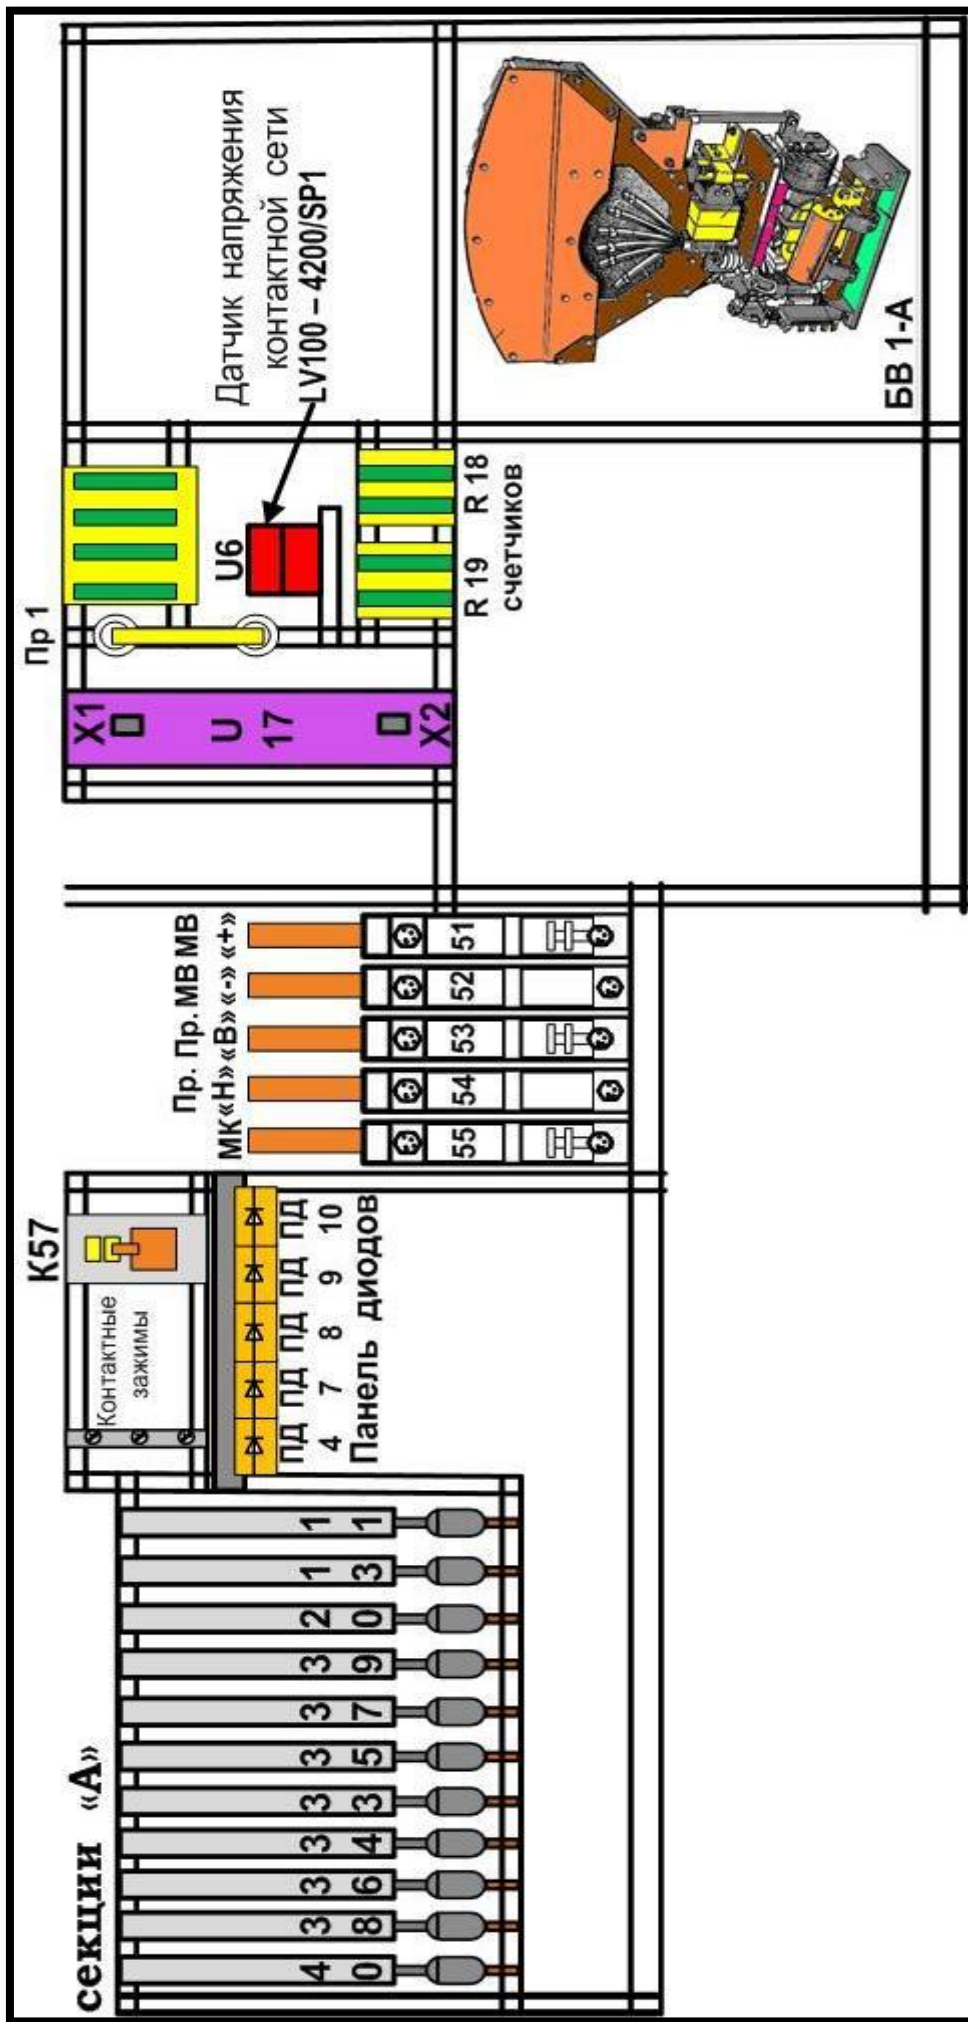 секции «А»
40
38
36
34
33
35
37
39
20
13
11
К57
Контактные
зажимы
ПД ПД ПД ПД ПД
4 7 8 9 10
Панель диодов
Пр. Пр. МВ МВ
МК «Н» «В» «-» «+»
55 54 53 52 51
Х1
U
17
Х2
Пр 1
U6
R 19 R 18
счетчиков
Датчик напряжения
контактной сети
LV100 – 4200/SP1
БВ 1-А